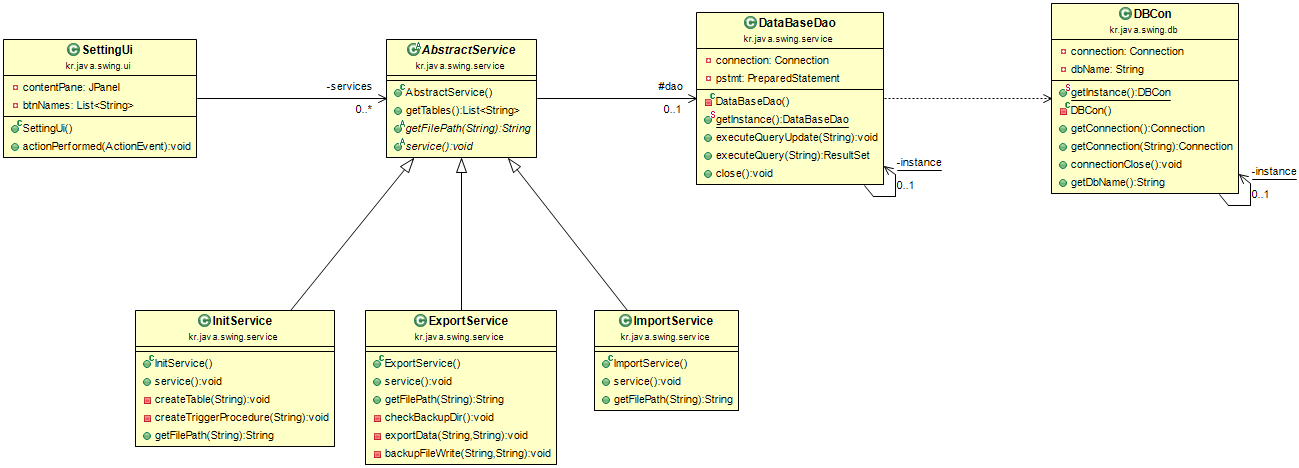 SettingUi
kr.java.swing.ui
contentPane: JPanel
btnNames: List<String>
SettingUi()
actionPerformed(ActionEvent):void
-services
0..*
AbstractService
kr.java.swing.service
AbstractService()
getTables():List<String>
getFilePath(String):String
service():void
#dao
0..1
DataBaseDao
kr.java.swing.service
connection: Connection
pstmt: PreparedStatement
DataBaseDao()
getInstance():DataBaseDao
executeQueryUpdate(String):void
executeQuery(String):ResultSet
close():void
-instance
0..1
DBCon
kr.java.swing.db
connection: Connection
dbName: String
getInstance():DBCon
DBCon()
getConnection():Connection
getConnection(String):Connection
connectionClose():void
getDbName():String
-instance
0..1
InitService
kr.java.swing.service
InitService()
service():void
createTable(String):void
createTriggerProcedure(String):void
getFilePath(String):String
ExportService
kr.java.swing.service
ExportService()
service():void
getFilePath(String):String
checkBackupDir():void
exportData(String,String):void
backupFileWrite(String,String):void
ImportService
kr.java.swing.service
ImportService()
service():void
getFilePath(String):String